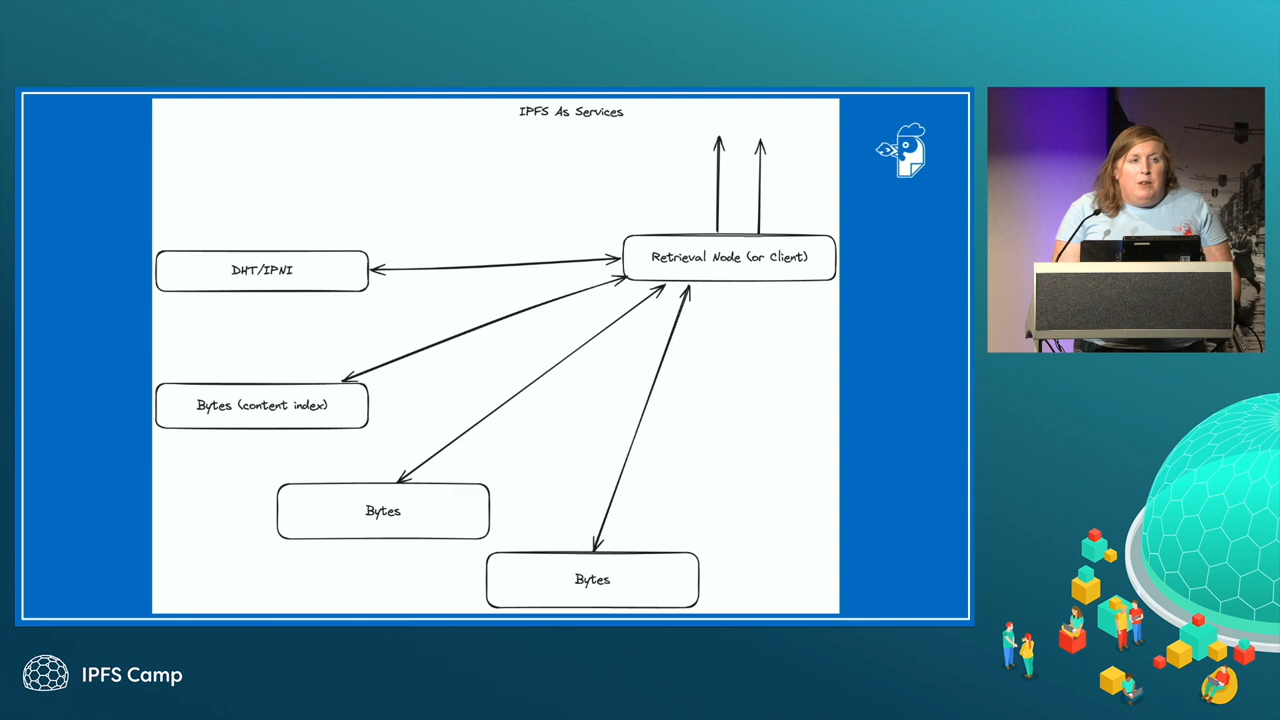 IPFS As Services
Retrieval Node (or Client)
DHT/IPNI
Bytes (content index)
Bytes
Bytes
IPFS Camp